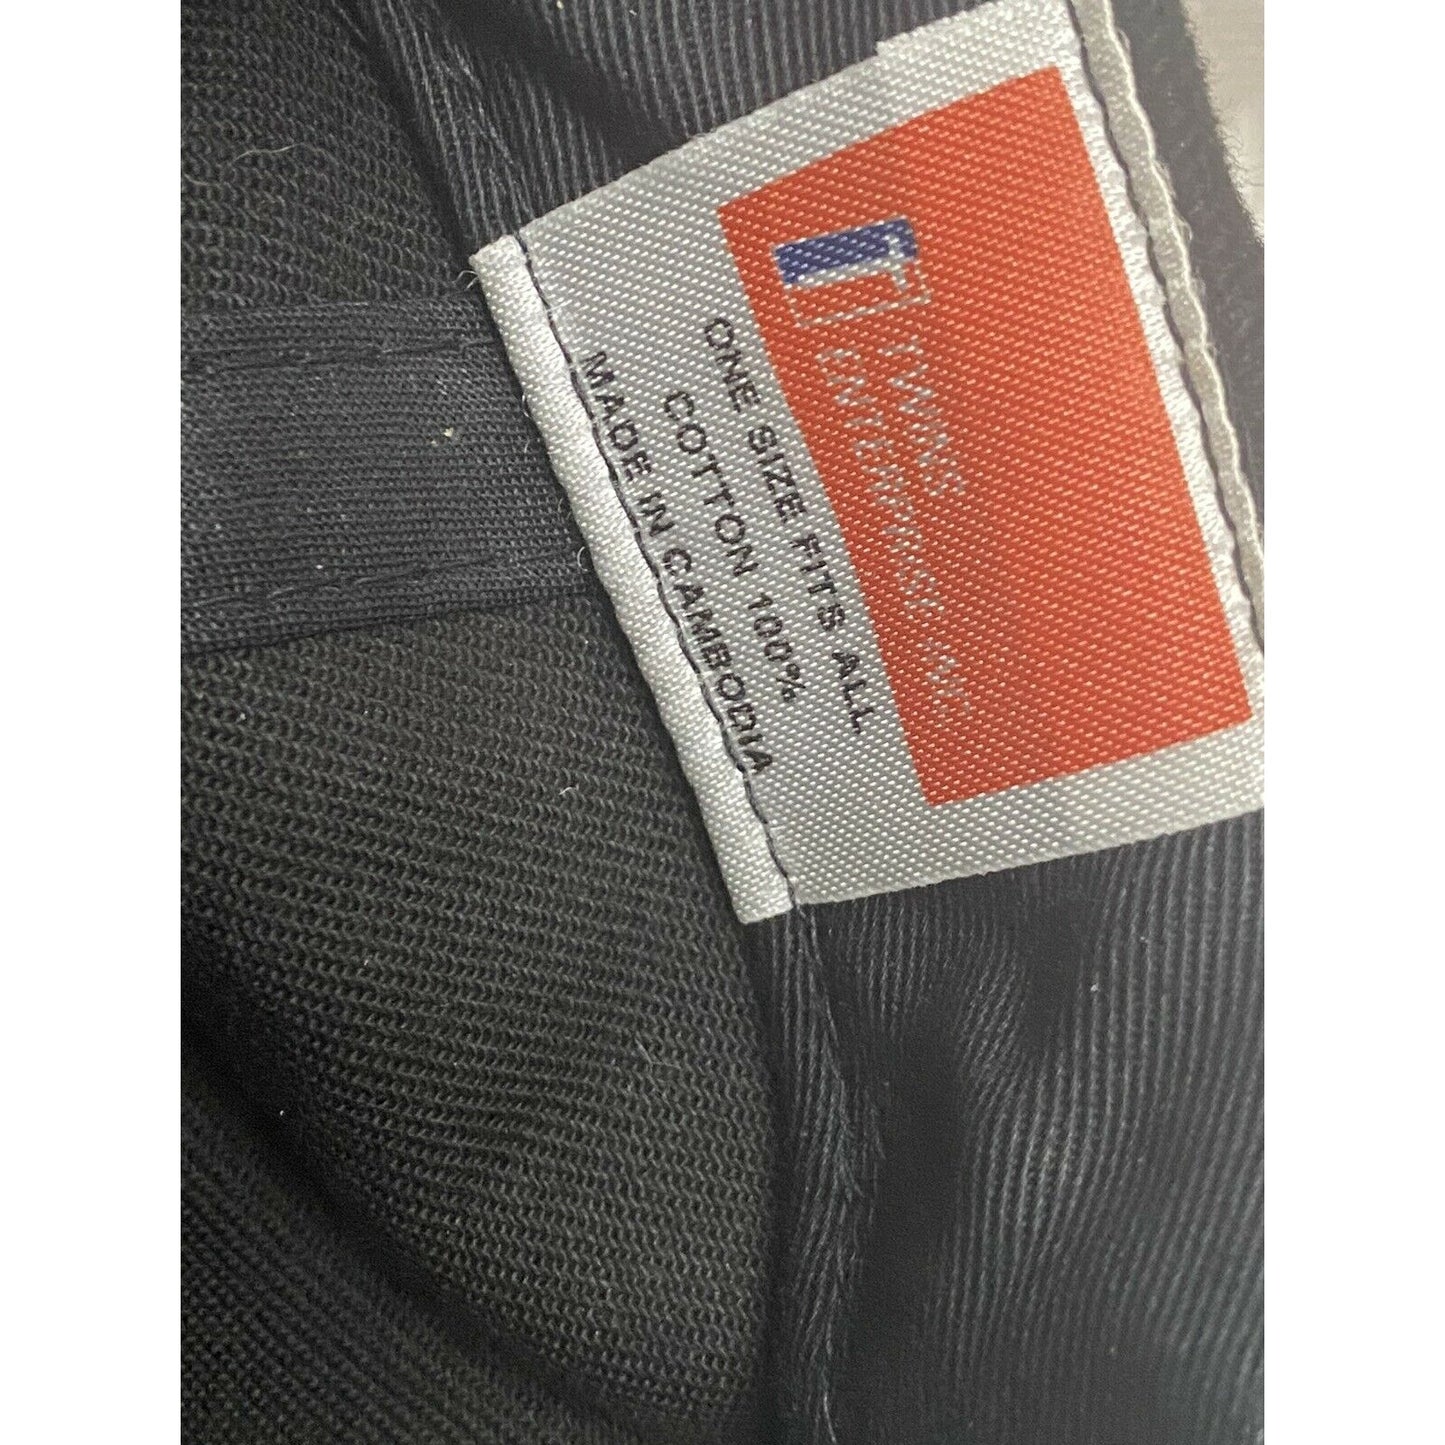 TWINS
ENTERPRISE, INC.
ONE SIZE FITS ALL
COTTON 100%
MADE IN CAMBODIA